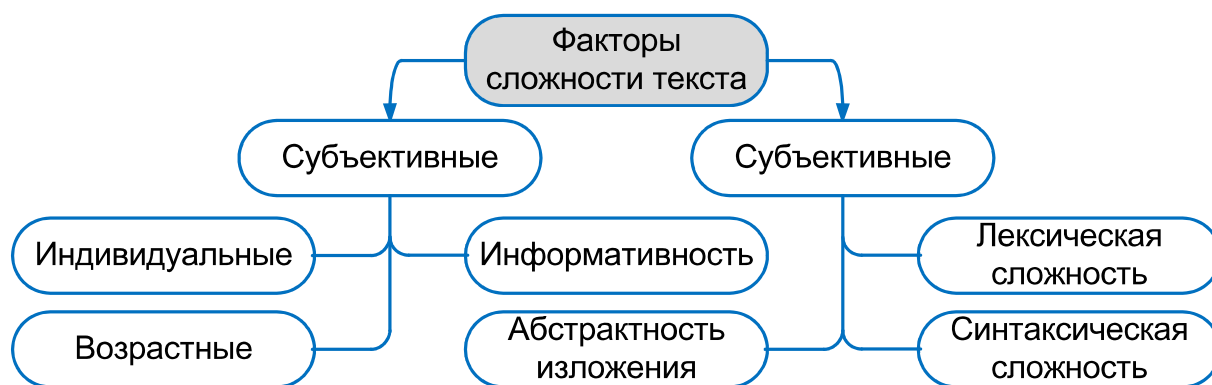 Факторы
сложности текста
Субъективные
Субъективные
Индивидуальные
Информативность
Лексическая
сложность
Возрастные
Абстрактность
изложения
Синтаксическая
сложность